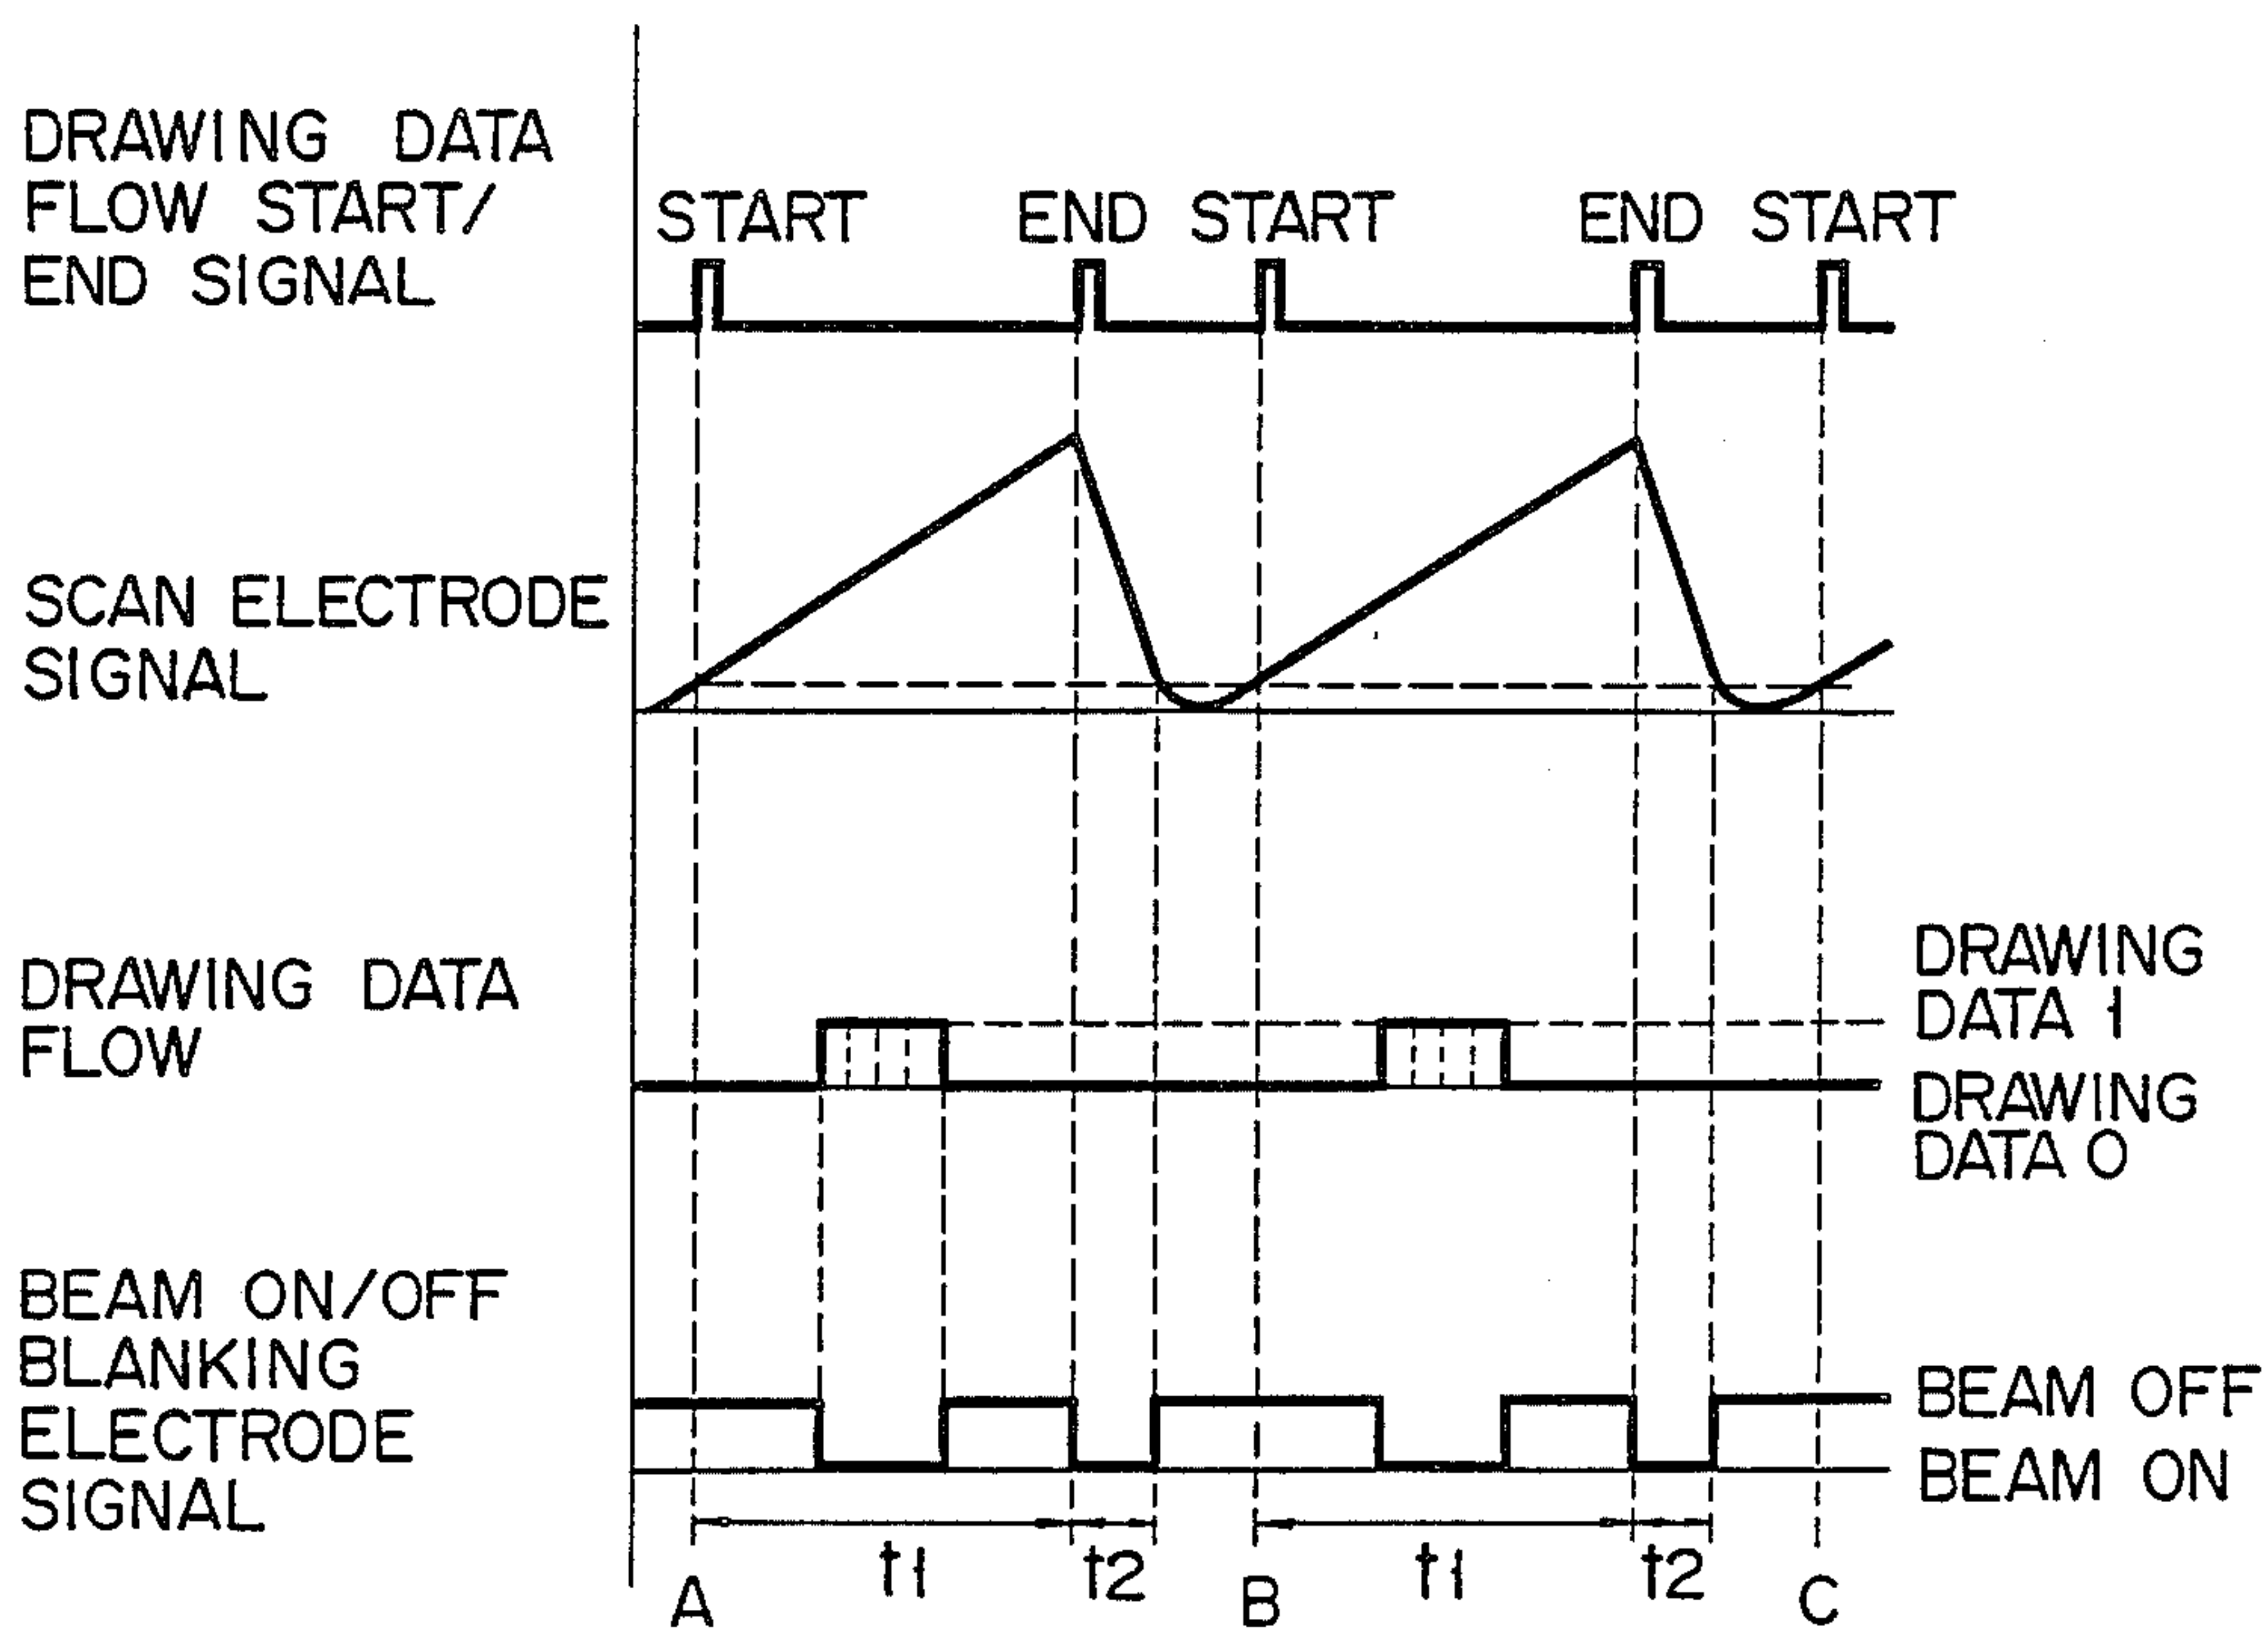 DRAWING DATA
FLOW START/
END SIGNAL
START END START END START
SCAN ELECTRODE
SIGNAL
DRAWING DATA
FLOW
DRAWING
DATA 1
DRAWING
DATA 0
BEAM ON/OFF
BLANKING
ELECTRODE
SIGNAL
BEAM OFF
BEAM ON
t1 t2 t1 t2
A B C